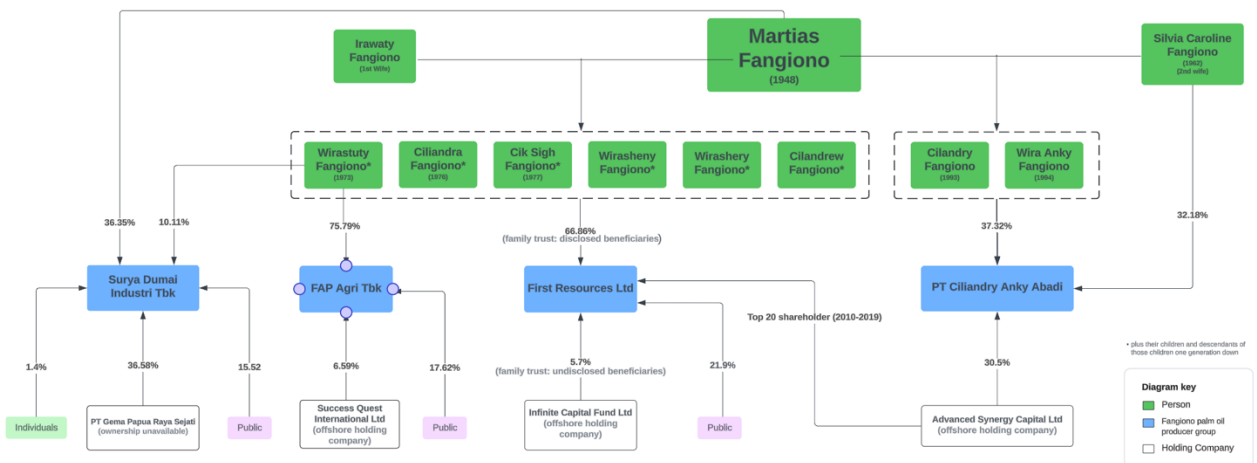 Martias
Fangiono
(1948)
Irawaty
Fangiono
(1st Wife)
Silvia Caroline
Fangiono
(1962)
(2nd wife)
Wirastuty
Fangiono*
(1973)
Ciliandra
Fangiono*
(1976)
Cik Sigh
Fangiono*
(1977)
Wirasheny
Fangiono*
Wirashery
Fangiono*
Cilandrew
Fangiono*
Cilandry
Fangiono
(1993)
Wira Anky
Fangiono
(1994)
36.35%
10.11%
75.79%
66.86%
(family trust: disclosed beneficiaries)
37.32%
32.18%
Surya Dumai
Industri Tbk
FAP Agri Tbk
First Resources Ltd
PT Ciliandry Anky Abadi
Top 20 shareholder (2010-2019)
1.4%
36.58%
15.52
6.59%
17.62%
5.7%
(family trust: undisclosed beneficiaries)
21.9%
30.5%
Individuals
PT Gema Papua Raya Sejati
(ownership unavailable)
Public
Success Quest
International Ltd
(offshore holding
company)
Public
Infinite Capital Fund Ltd
(offshore holding
company)
Public
Advanced Synergy Capital Ltd
(offshore holding company)
* plus their children and descendants of
those children one generation down
Diagram key
Person
Fangiono palm oil
producer group
Holding Company